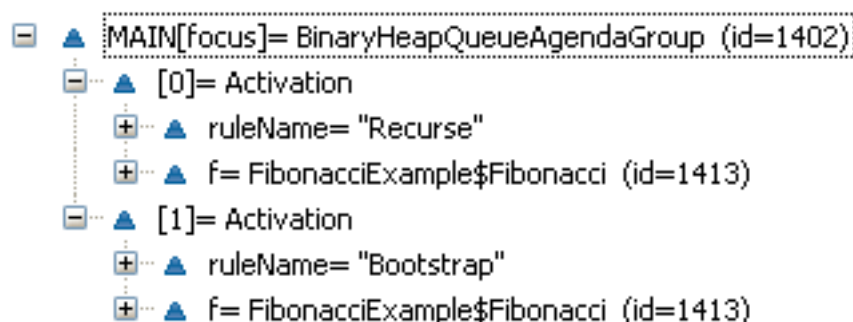 MAIN[focus]= BinaryHeapQueueAgendaGroup (id=1402)
[0]= Activation
ruleName= "Recurse"
f= FibonacciExample$Fibonacci (id=1413)
[1]= Activation
ruleName= "Bootstrap"
f= FibonacciExample$Fibonacci (id=1413)